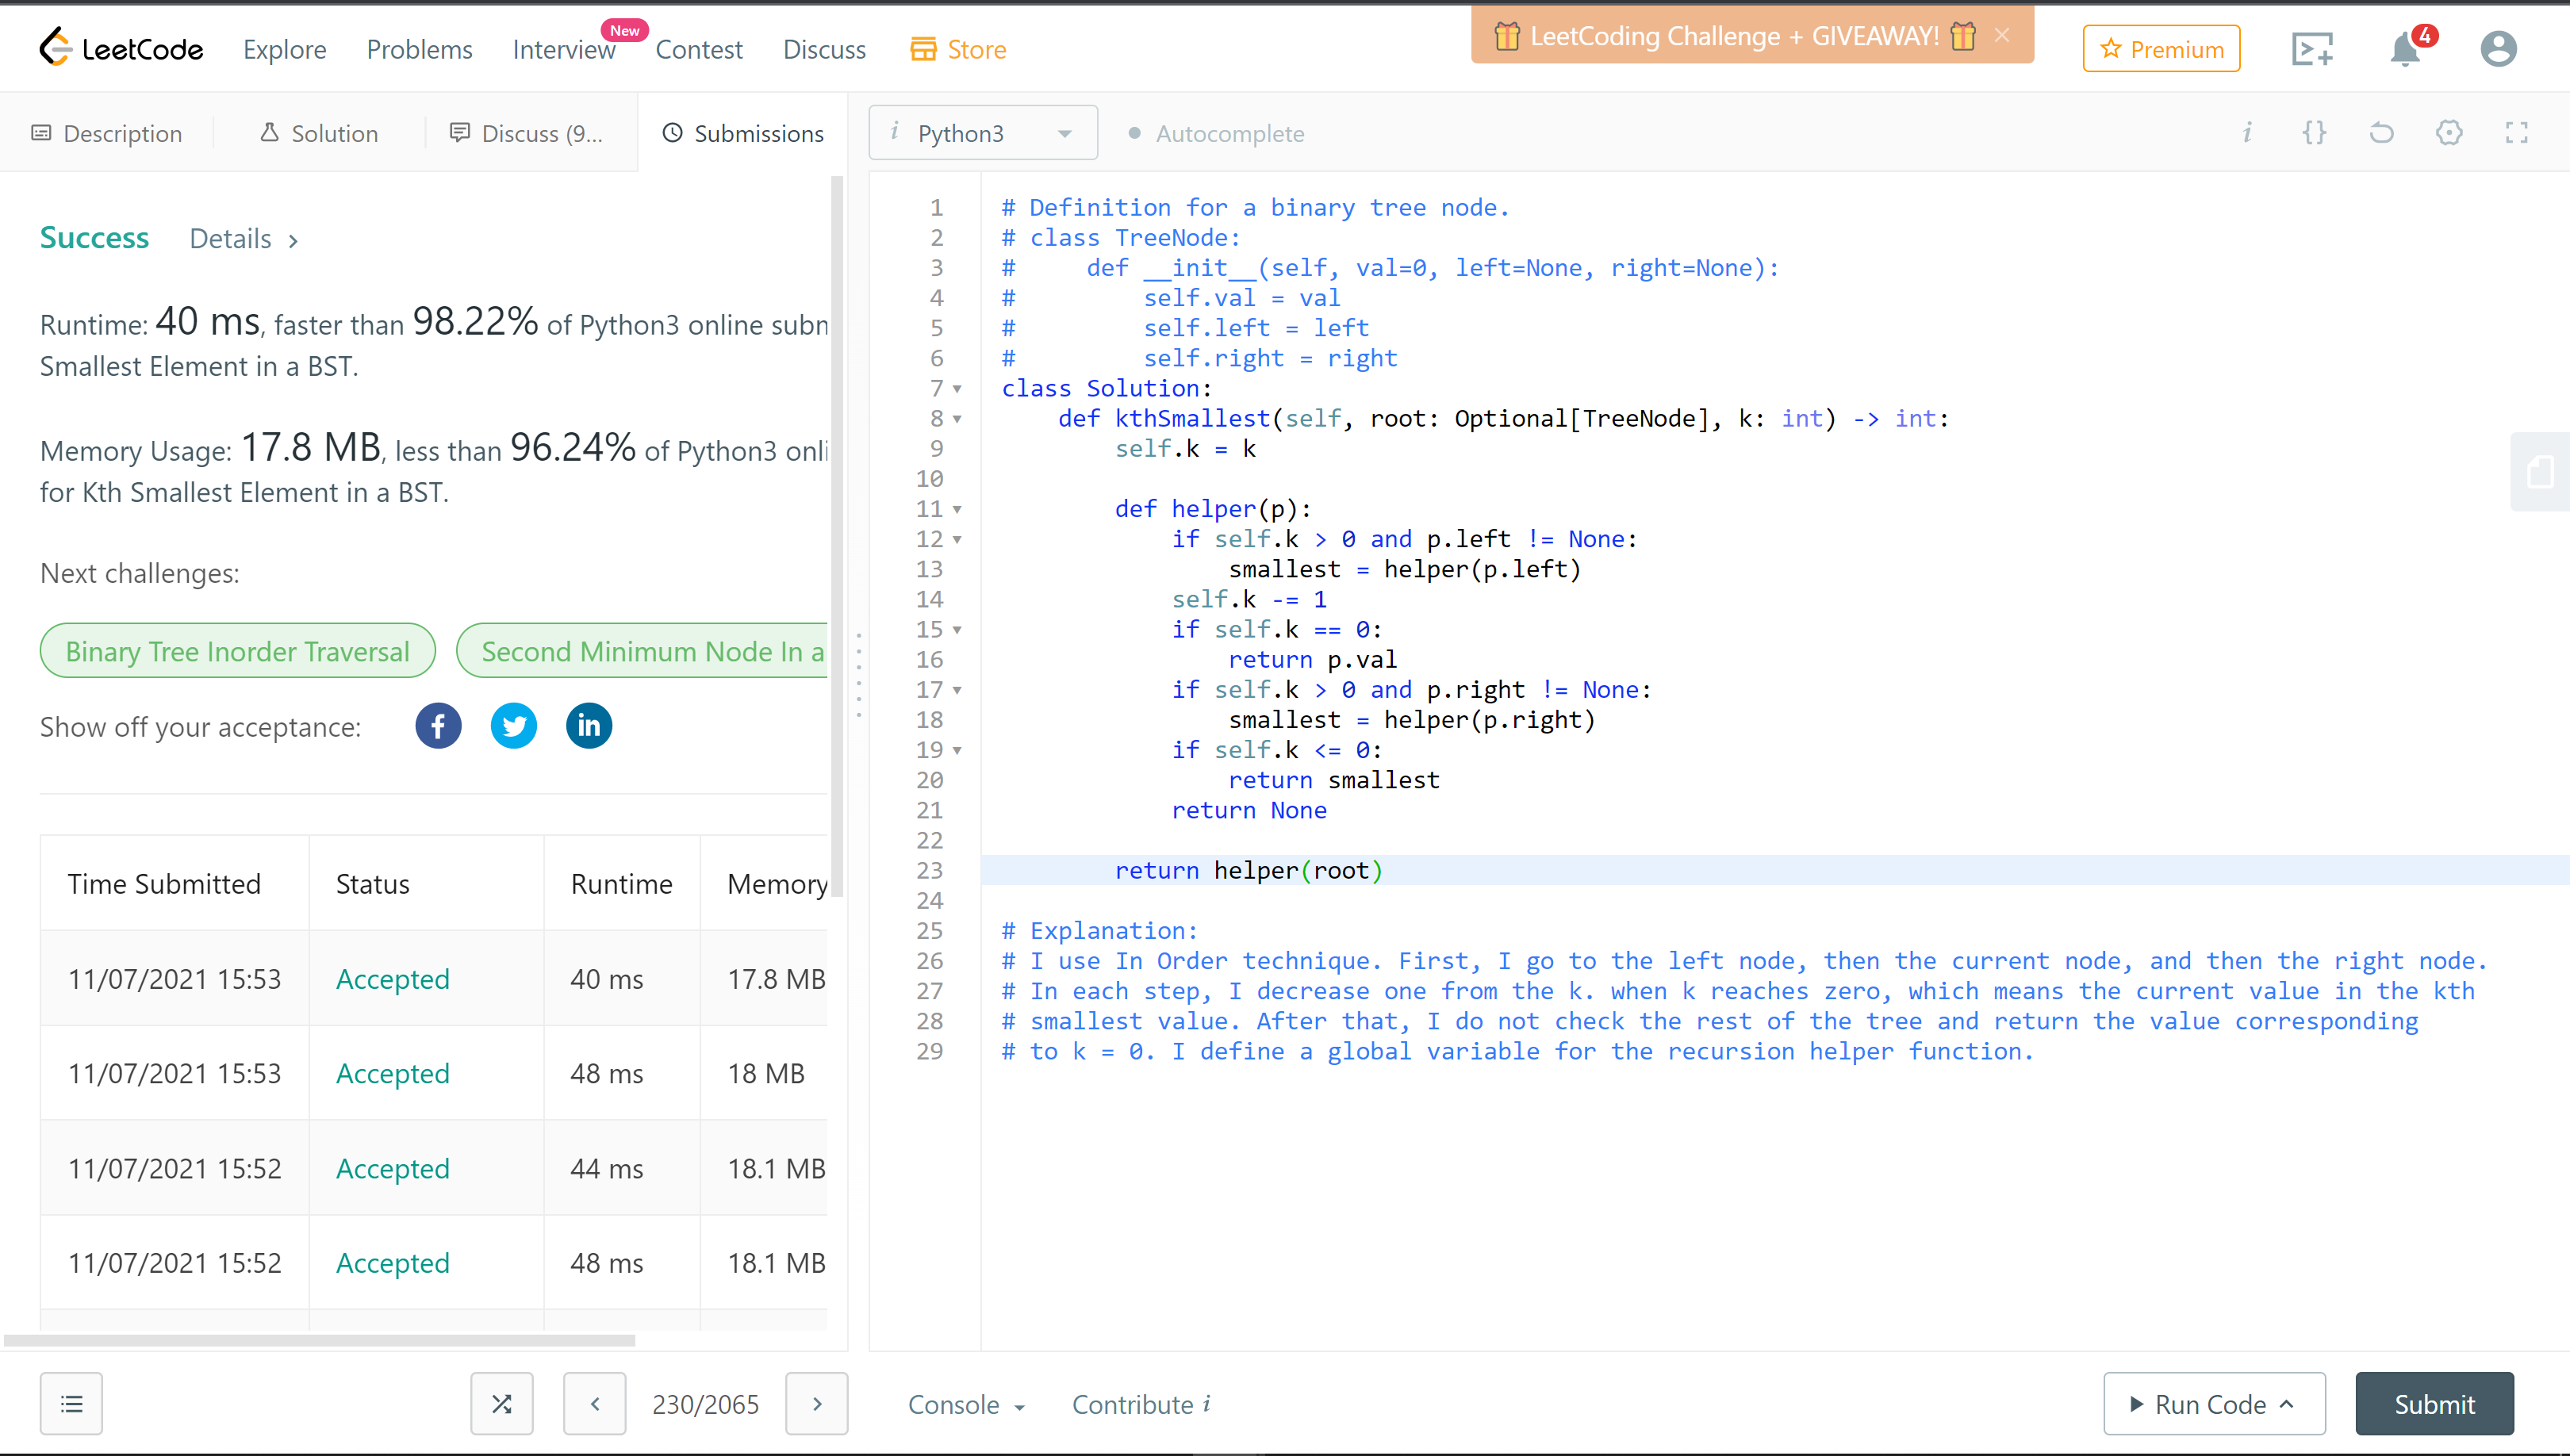 LeetCode
Explore
Problems
Interview
New
Contest
Discuss
Store
LeetCoding Challenge + GIVEAWAY!
Premium
4
Description
Solution
Discuss (9...
Submissions
i Python3
Autocomplete
i {}
Success Details >
Runtime: 40 ms, faster than 98.22% of Python3 online subm
Smallest Element in a BST.
Memory Usage: 17.8 MB, less than 96.24% of Python3 onli
for Kth Smallest Element in a BST.
Next challenges:
Binary Tree Inorder Traversal
Second Minimum Node In a
Show off your acceptance:
Time Submitted Status Runtime Memory
11/07/2021 15:53 Accepted 40 ms 17.8 MB
11/07/2021 15:53 Accepted 48 ms 18 MB
11/07/2021 15:52 Accepted 44 ms 18.1 MB
11/07/2021 15:52 Accepted 48 ms 18.1 MB
1 # Definition for a binary tree node.
2 # class TreeNode:
3 #     def __init__(self, val=0, left=None, right=None):
4 #         self.val = val
5 #         self.left = left
6 #         self.right = right
7 class Solution:
8     def kthSmallest(self, root: Optional[TreeNode], k: int) -> int:
9         self.k = k
10
11         def helper(p):
12             if self.k > 0 and p.left != None:
13                 smallest = helper(p.left)
14             self.k -= 1
15             if self.k == 0:
16                 return p.val
17             if self.k > 0 and p.right != None:
18                 smallest = helper(p.right)
19             if self.k <= 0:
20                 return smallest
21             return None
22
23         return helper(root)
24
25 # Explanation:
26 # I use In Order technique. First, I go to the left node, then the current node, and then the right node.
27 # In each step, I decrease one from the k. when k reaches zero, which means the current value in the kth
28 # smallest value. After that, I do not check the rest of the tree and return the value corresponding
29 # to k = 0. I define a global variable for the recursion helper function.
230/2065
Console
Contribute i
Run Code
Submit